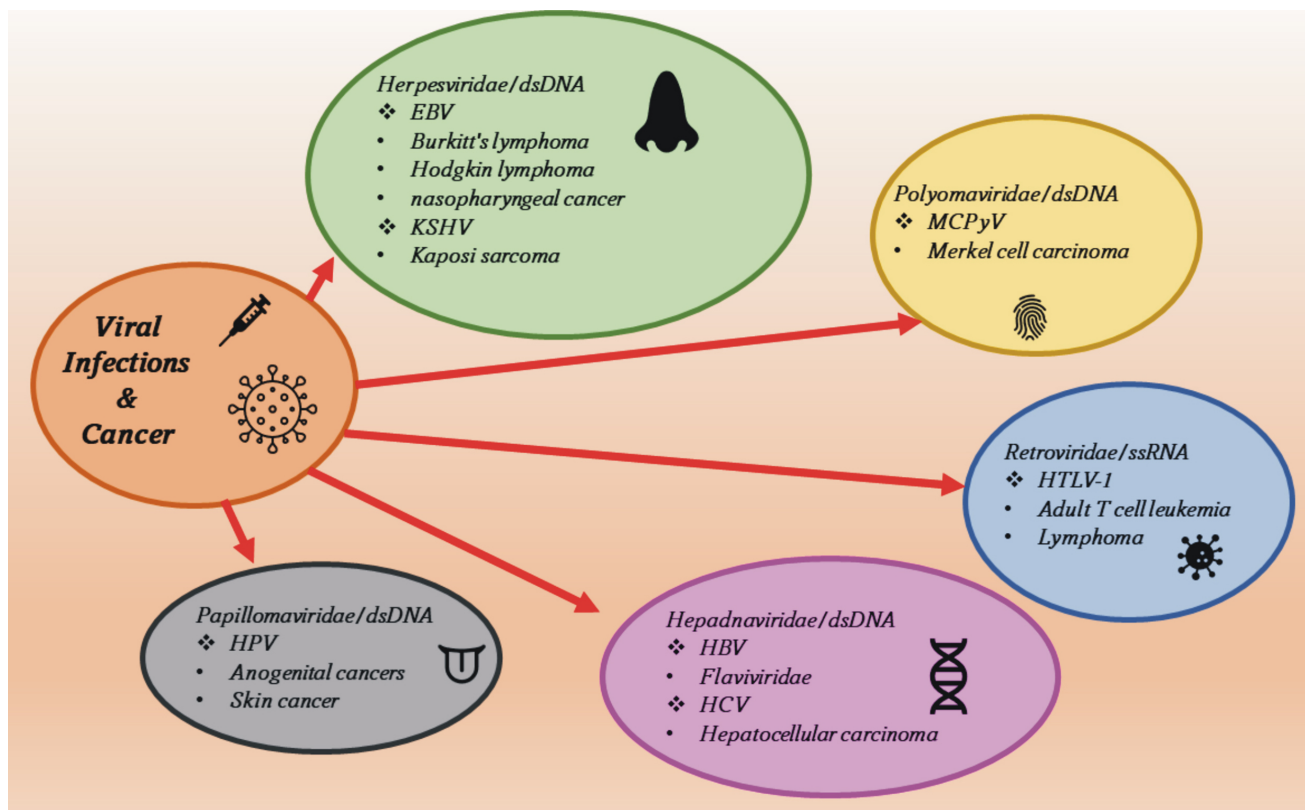 Viral
Infections
&
Cancer
Herpesviridae/dsDNA
❖ EBV
• Burkitt's lymphoma
• Hodgkin lymphoma
• nasopharyngeal cancer
❖ KSHV
• Kaposi sarcoma
Polyomaviridae/dsDNA
❖ MCPyV
• Merkel cell carcinoma
Retroviridae/ssRNA
❖ HTLV-1
• Adult T cell leukemia
• Lymphoma
Hepadnaviridae/dsDNA
❖ HBV
• Flaviviridae
❖ HCV
• Hepatocellular carcinoma
Papillomaviridae/dsDNA
❖ HPV
• Anogenital cancers
• Skin cancer